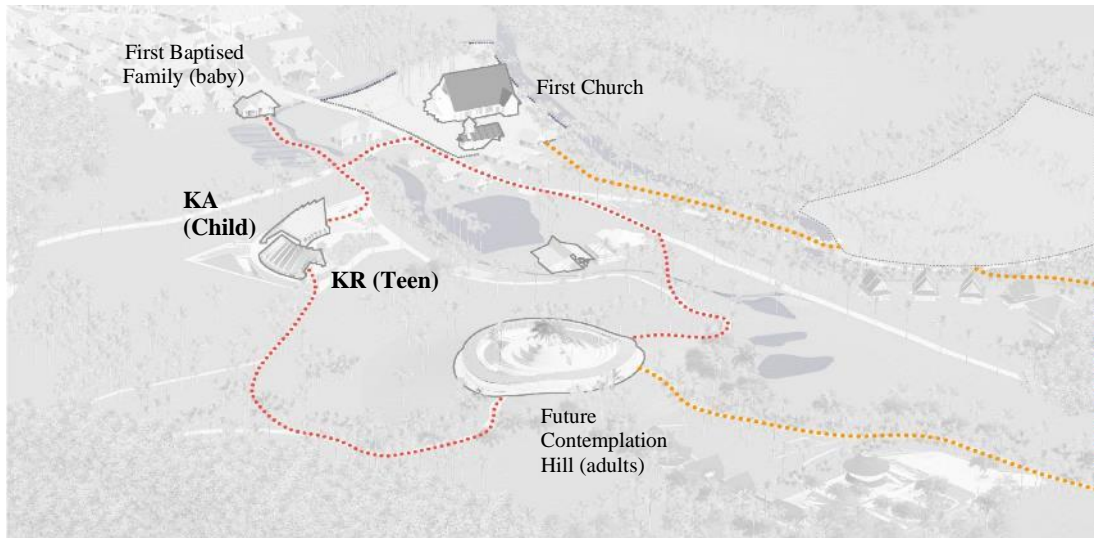 First Baptised
Family (baby)
First Church
KA
(Child)
KR (Teen)
Future
Contemplation
Hill (adults)